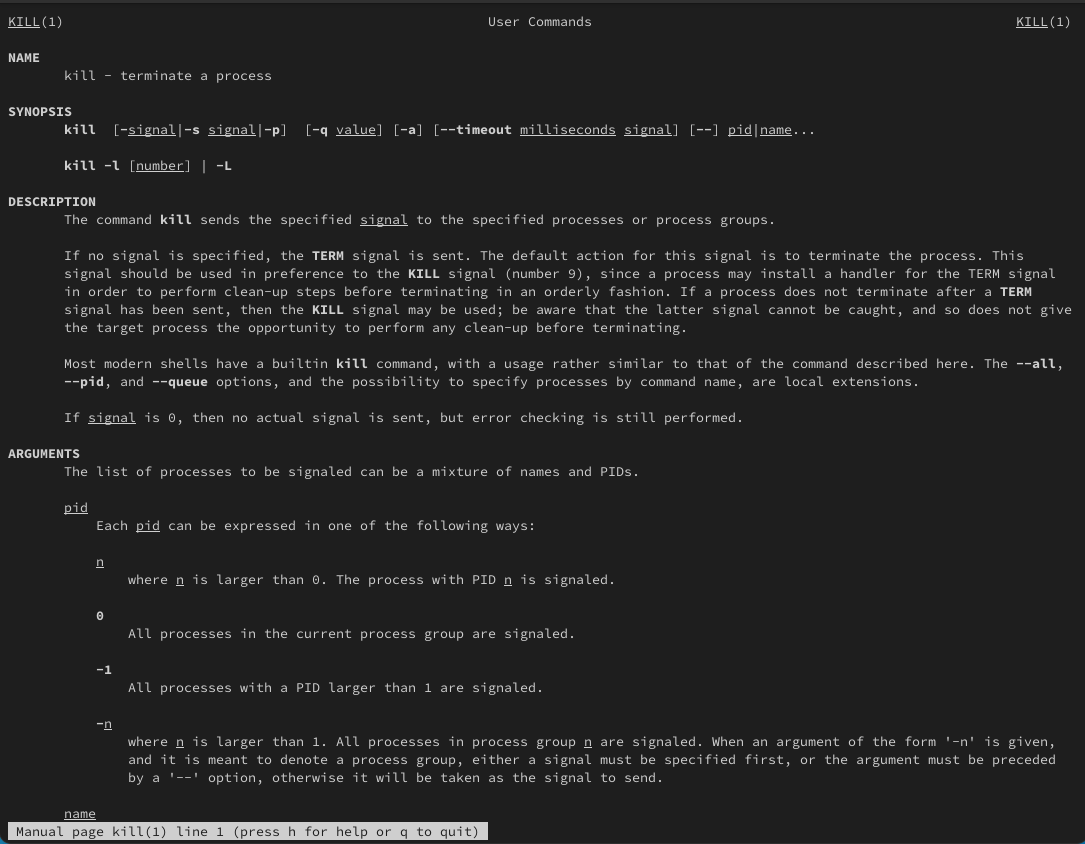 KILL(1) User Commands KILL(1)
NAME
kill - terminate a process
SYNOPSIS
kill [-signal|-s signal|-p] [-q value] [-a] [--timeout milliseconds signal] [--] pid|name...
kill -l [number] | -L
DESCRIPTION
The command kill sends the specified signal to the specified processes or process groups.
If no signal is specified, the TERM signal is sent. The default action for this signal is to terminate the process. This
signal should be used in preference to the KILL signal (number 9), since a process may install a handler for the TERM signal
in order to perform clean-up steps before terminating in an orderly fashion. If a process does not terminate after a TERM
signal has been sent, then the KILL signal may be used; be aware that the latter signal cannot be caught, and so does not give
the target process the opportunity to perform any clean-up before terminating.
Most modern shells have a builtin kill command, with a usage rather similar to that of the command described here. The --all,
--pid, and --queue options, and the possibility to specify processes by command name, are local extensions.
If signal is 0, then no actual signal is sent, but error checking is still performed.
ARGUMENTS
The list of processes to be signaled can be a mixture of names and PIDs.
pid
Each pid can be expressed in one of the following ways:
n
where n is larger than 0. The process with PID n is signaled.
0
All processes in the current process group are signaled.
-1
All processes with a PID larger than 1 are signaled.
-n
where n is larger than 1. All processes in process group n are signaled. When an argument of the form '-n' is given,
and it is meant to denote a process group, either a signal must be specified first, or the argument must be preceded
by a '--' option, otherwise it will be taken as the signal to send.
name
Manual page kill(1) line 1 (press h for help or q to quit)